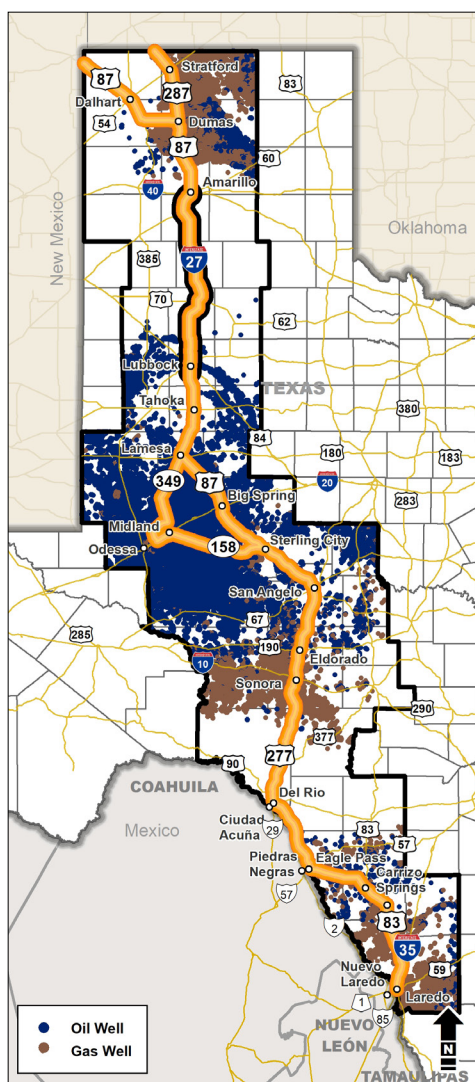 87
Stratford
83
287
Dalhart
54
Dumas
87
60
Amarillo
40
New Mexico
Oklahoma
INTERSTATE
27
385
70
62
Lubbock
TEXAS
Tahoka
380
84
Lamesa
180
183
349
87
20
Big Spring
283
Midland
Odessa
158
Sterling City
San Angelo
67
285
190
Eldorado
10
Sonora
290
377
277
90
COAHUILA
Del Rio
Mexico
Ciudad
Acuña
29
83
57
Piedras
Negras
Eagle Pass
57
Carrizo
Springs
2
83
35
59
Nuevo
Laredo
Laredo
1
85
Oil Well
Gas Well
NUEVO
LEÓN
N
TAMAULIPAS